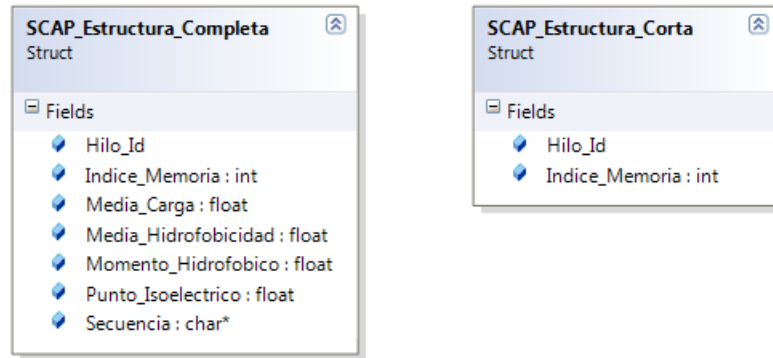 SCAP_Estructura_Completa
Struct
Fields
Hilo_Id
Indice_Memoria : int
Media_Carga : float
Media_Hidrofobicidad : float
Momento_Hidrofobico : float
Punto_Isoelectrico : float
Secuencia : char*
SCAP_Estructura_Corta
Struct
Fields
Hilo_Id
Indice_Memoria : int